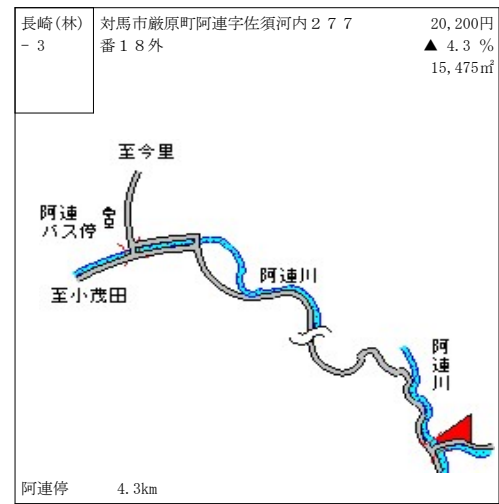 長崎(林)
- 3
対馬市厳原町阿連字佐須河内２７７
番１８外
20,200円
▲ 4.3 %
15,475㎡
至今里
阿連
バス停
至小茂田
阿連川
阿連川
阿連停 4.3km